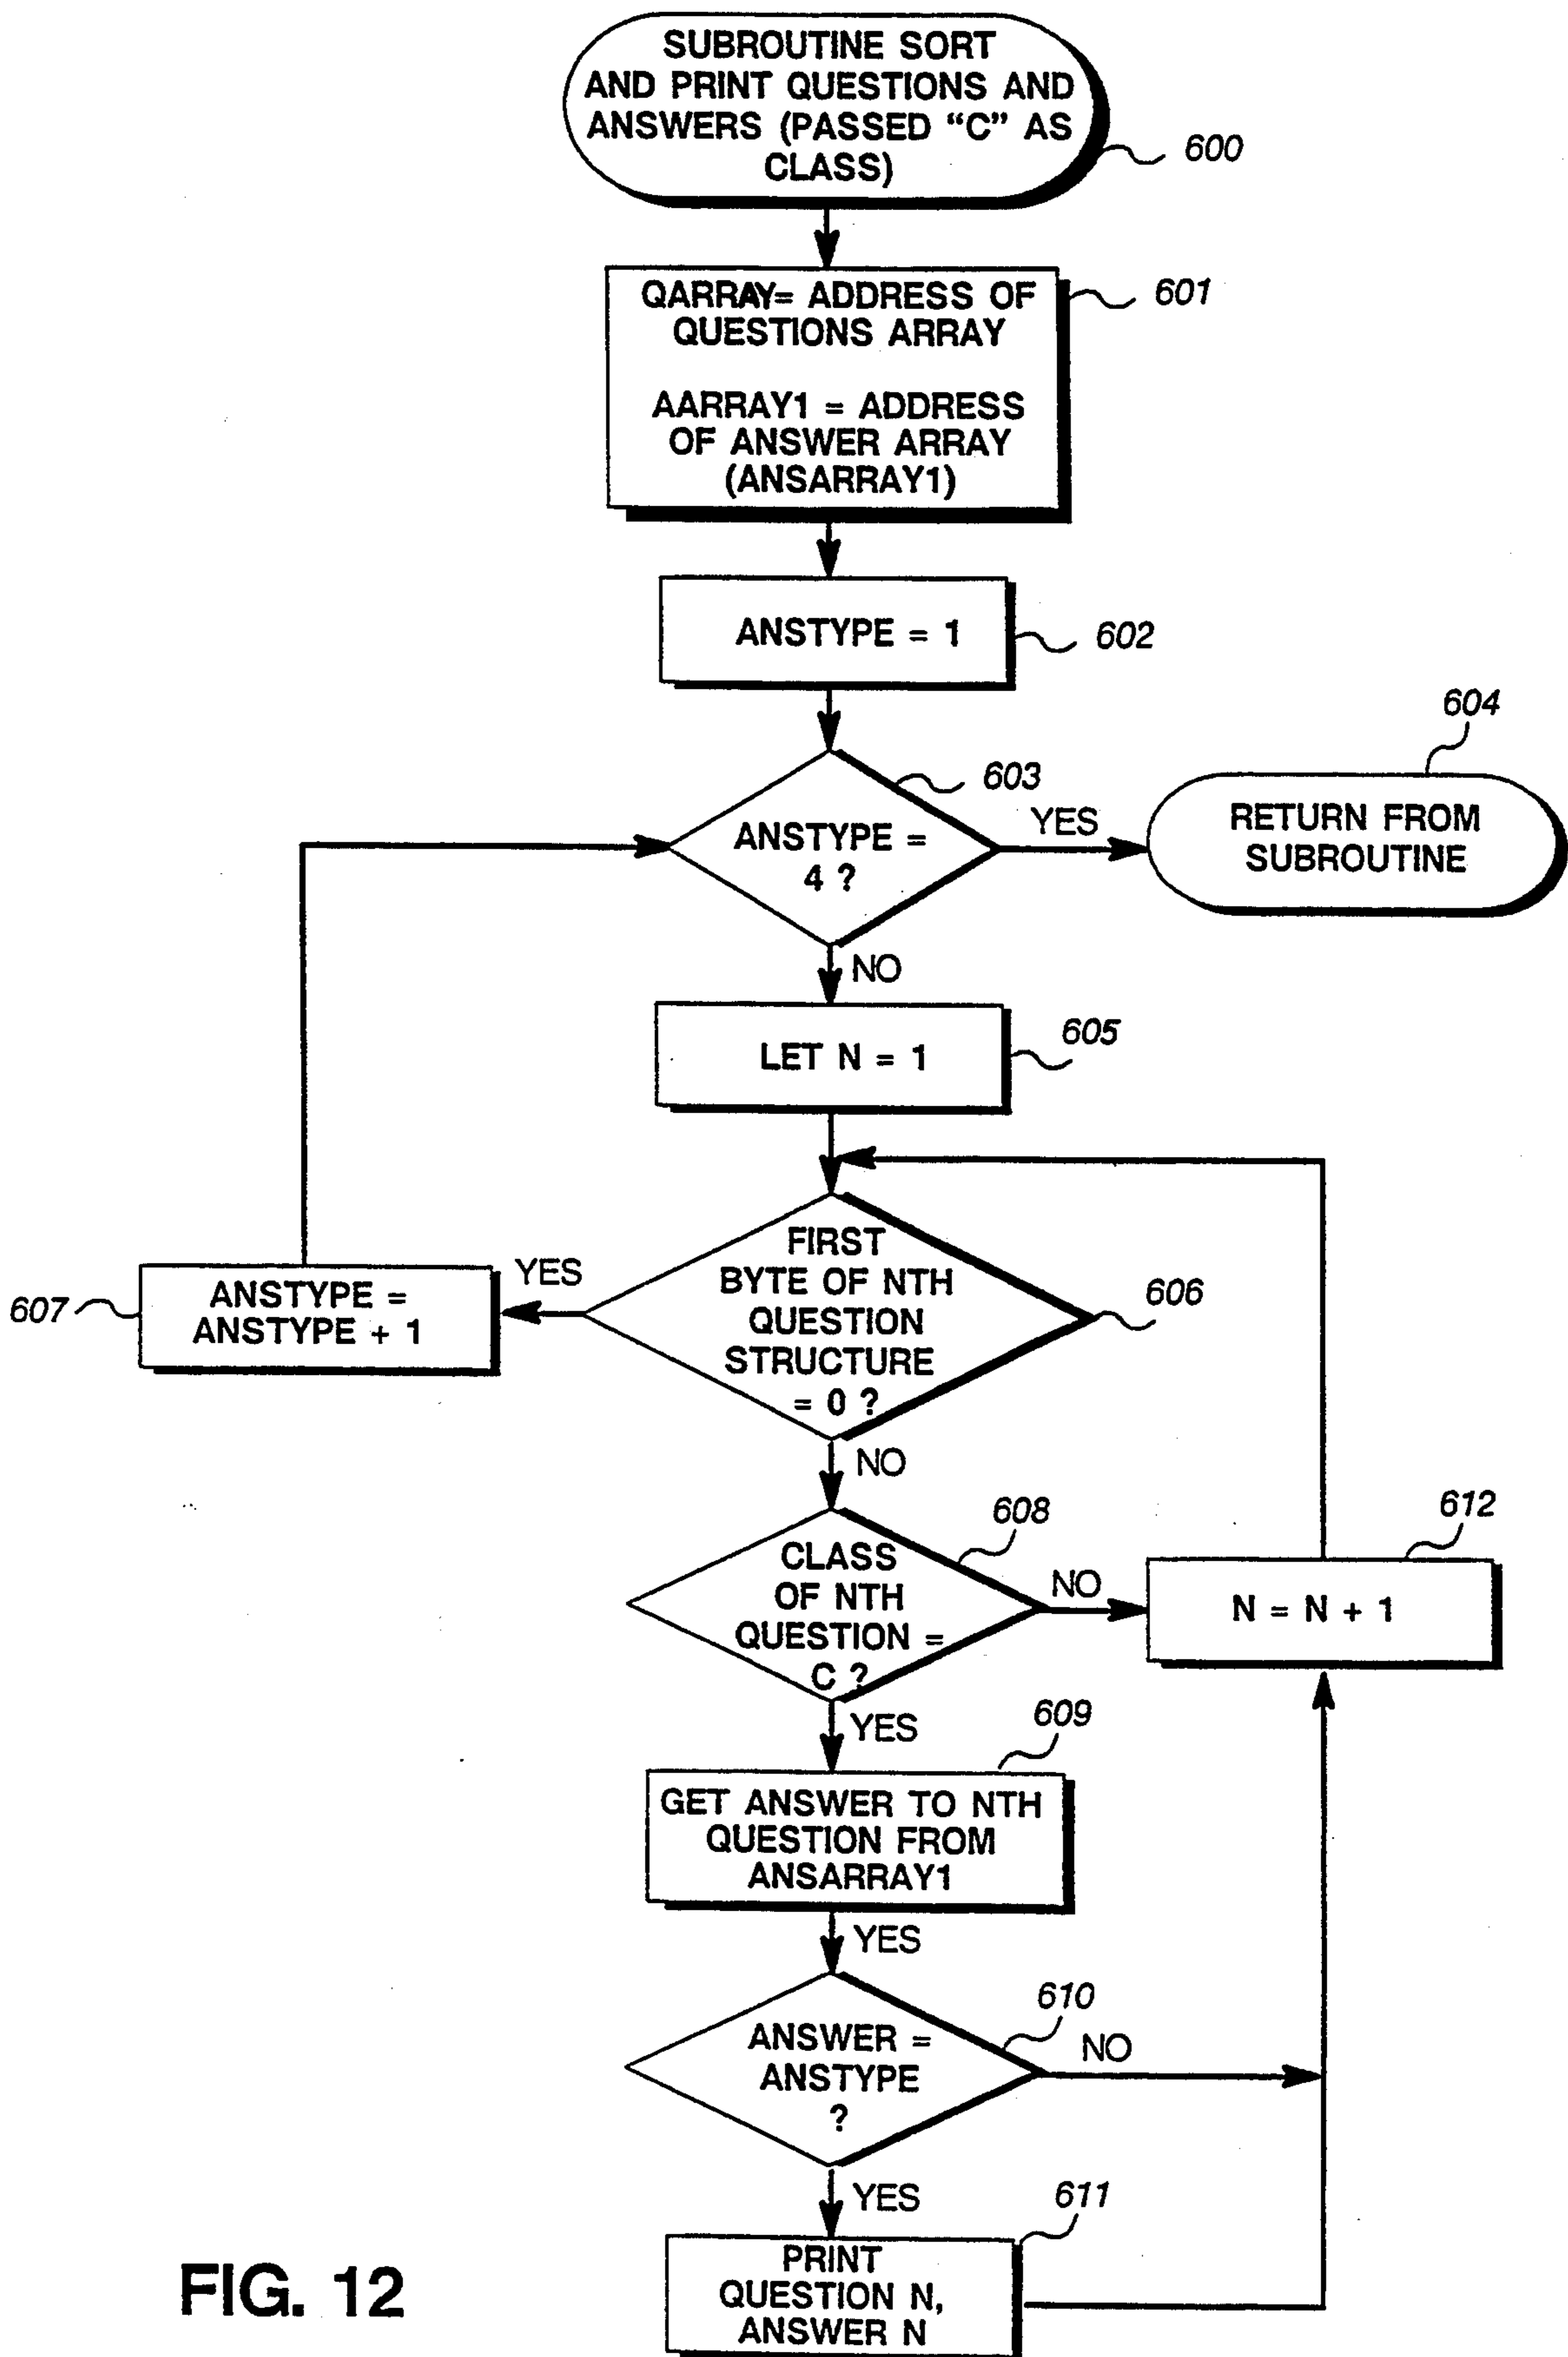 SUBROUTINE SORT
AND PRINT QUESTIONS AND
ANSWERS (PASSED "C" AS
CLASS)
600
QARRAY= ADDRESS OF
QUESTIONS ARRAY
AARRAY1 = ADDRESS
OF ANSWER ARRAY
(ANSARRAY1)
601
ANSTYPE = 1
602
603
ANSTYPE =
4 ?
YES
604
RETURN FROM
SUBROUTINE
NO
LET N = 1
605
FIRST
BYTE OF NTH
QUESTION
STRUCTURE
= 0 ?
606
YES
607
ANSTYPE =
ANSTYPE + 1
NO
608
CLASS
OF NTH
QUESTION =
C ?
NO
612
N = N + 1
YES
609
GET ANSWER TO NTH
QUESTION FROM
ANSARRAY1
YES
610
ANSWER =
ANSTYPE
?
NO
YES
611
PRINT
QUESTION N,
ANSWER N
FIG. 12